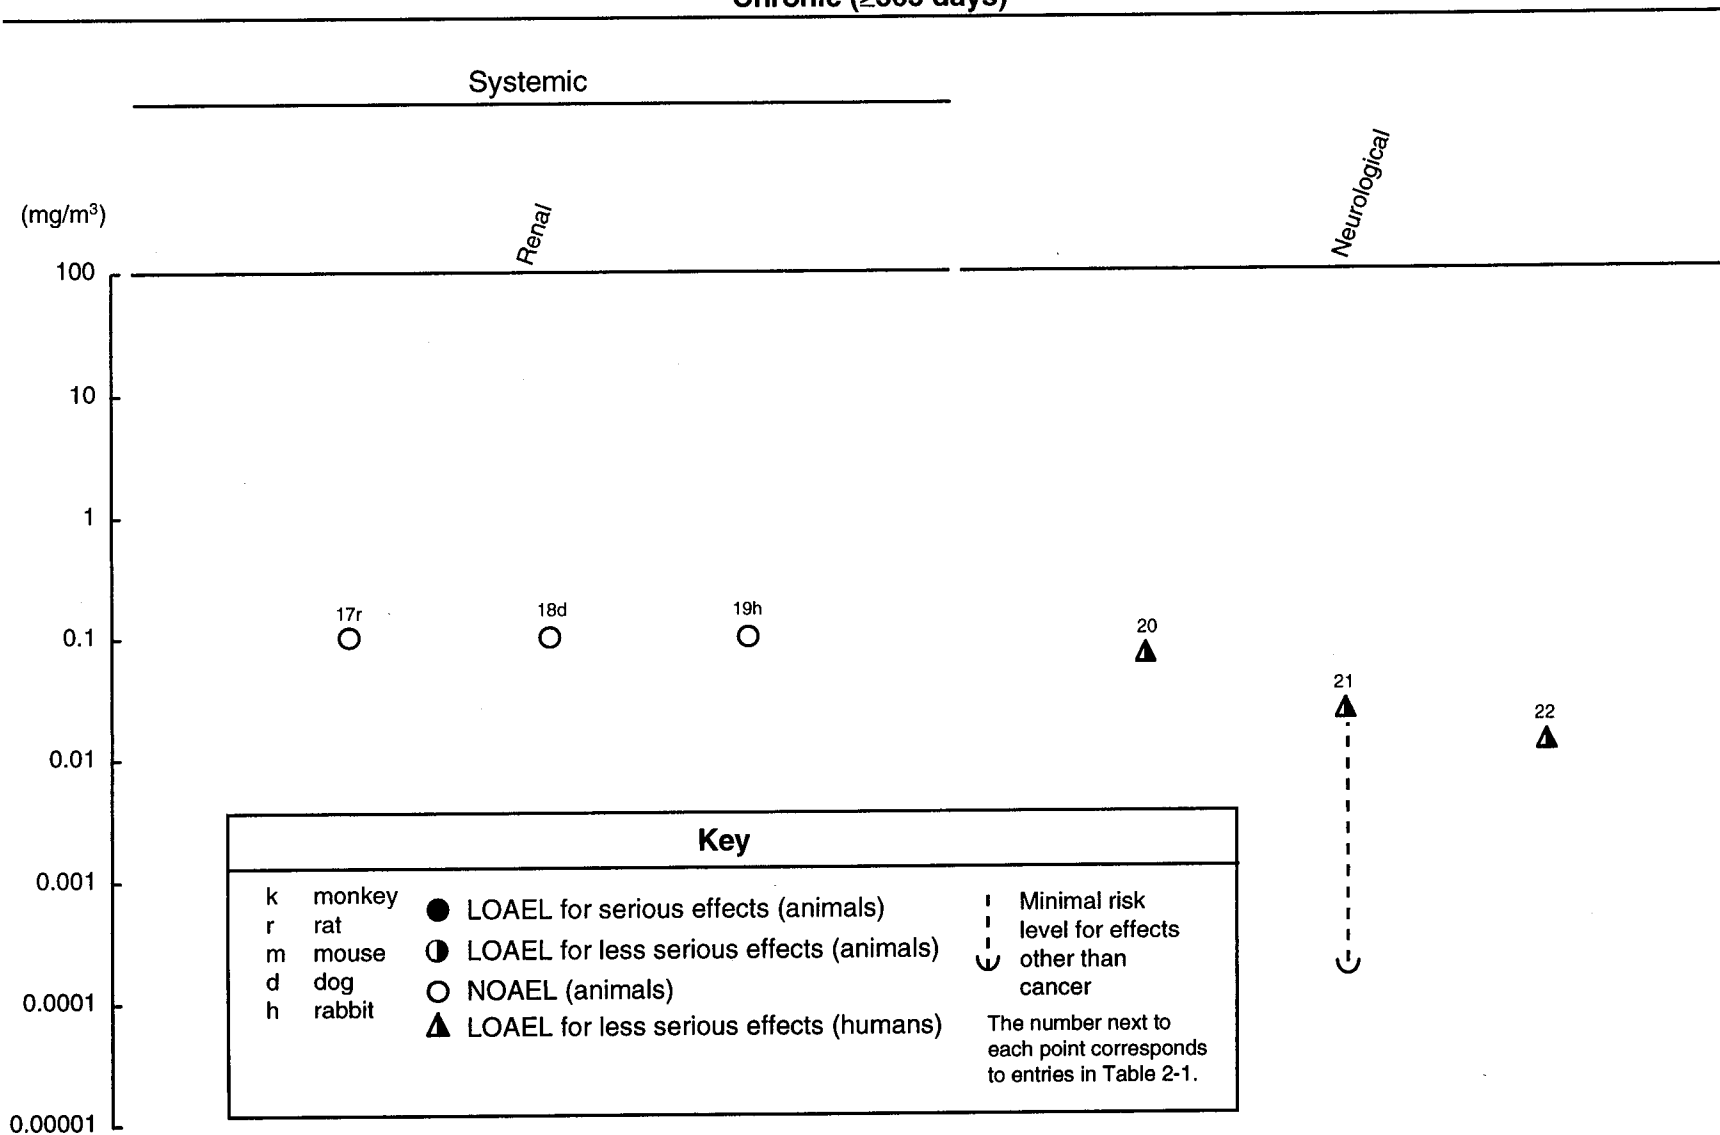 Systemic
(mg/m³)
Renal
Neurological
100
10
1
0.1
0.01
0.001
0.0001
0.00001
17r
18d
19h
20
21
22
Key
k monkey
r rat
m mouse
d dog
h rabbit
LOAEL for serious effects (animals)
LOAEL for less serious effects (animals)
NOAEL (animals)
LOAEL for less serious effects (humans)
Minimal risk
level for effects
other than
cancer
The number next to
each point corresponds
to entries in Table 2-1.